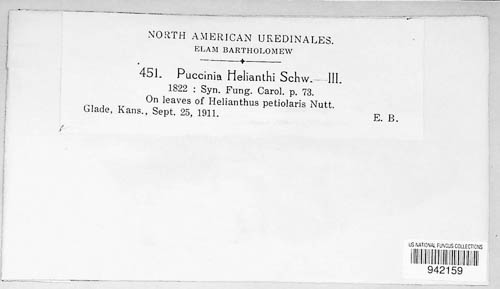 NORTH AMERICAN UREDINALES.
ELAM BARTHOLOMEW
451. Puccinia Helianthi Schw.—III.
1822 : Syn. Fung. Carol. p. 73.
On leaves of Helianthus petiolaris Nutt.
Glade, Kans., Sept. 25, 1911. E. B.
US NATIONAL FUNGUS COLLECTIONS
942159